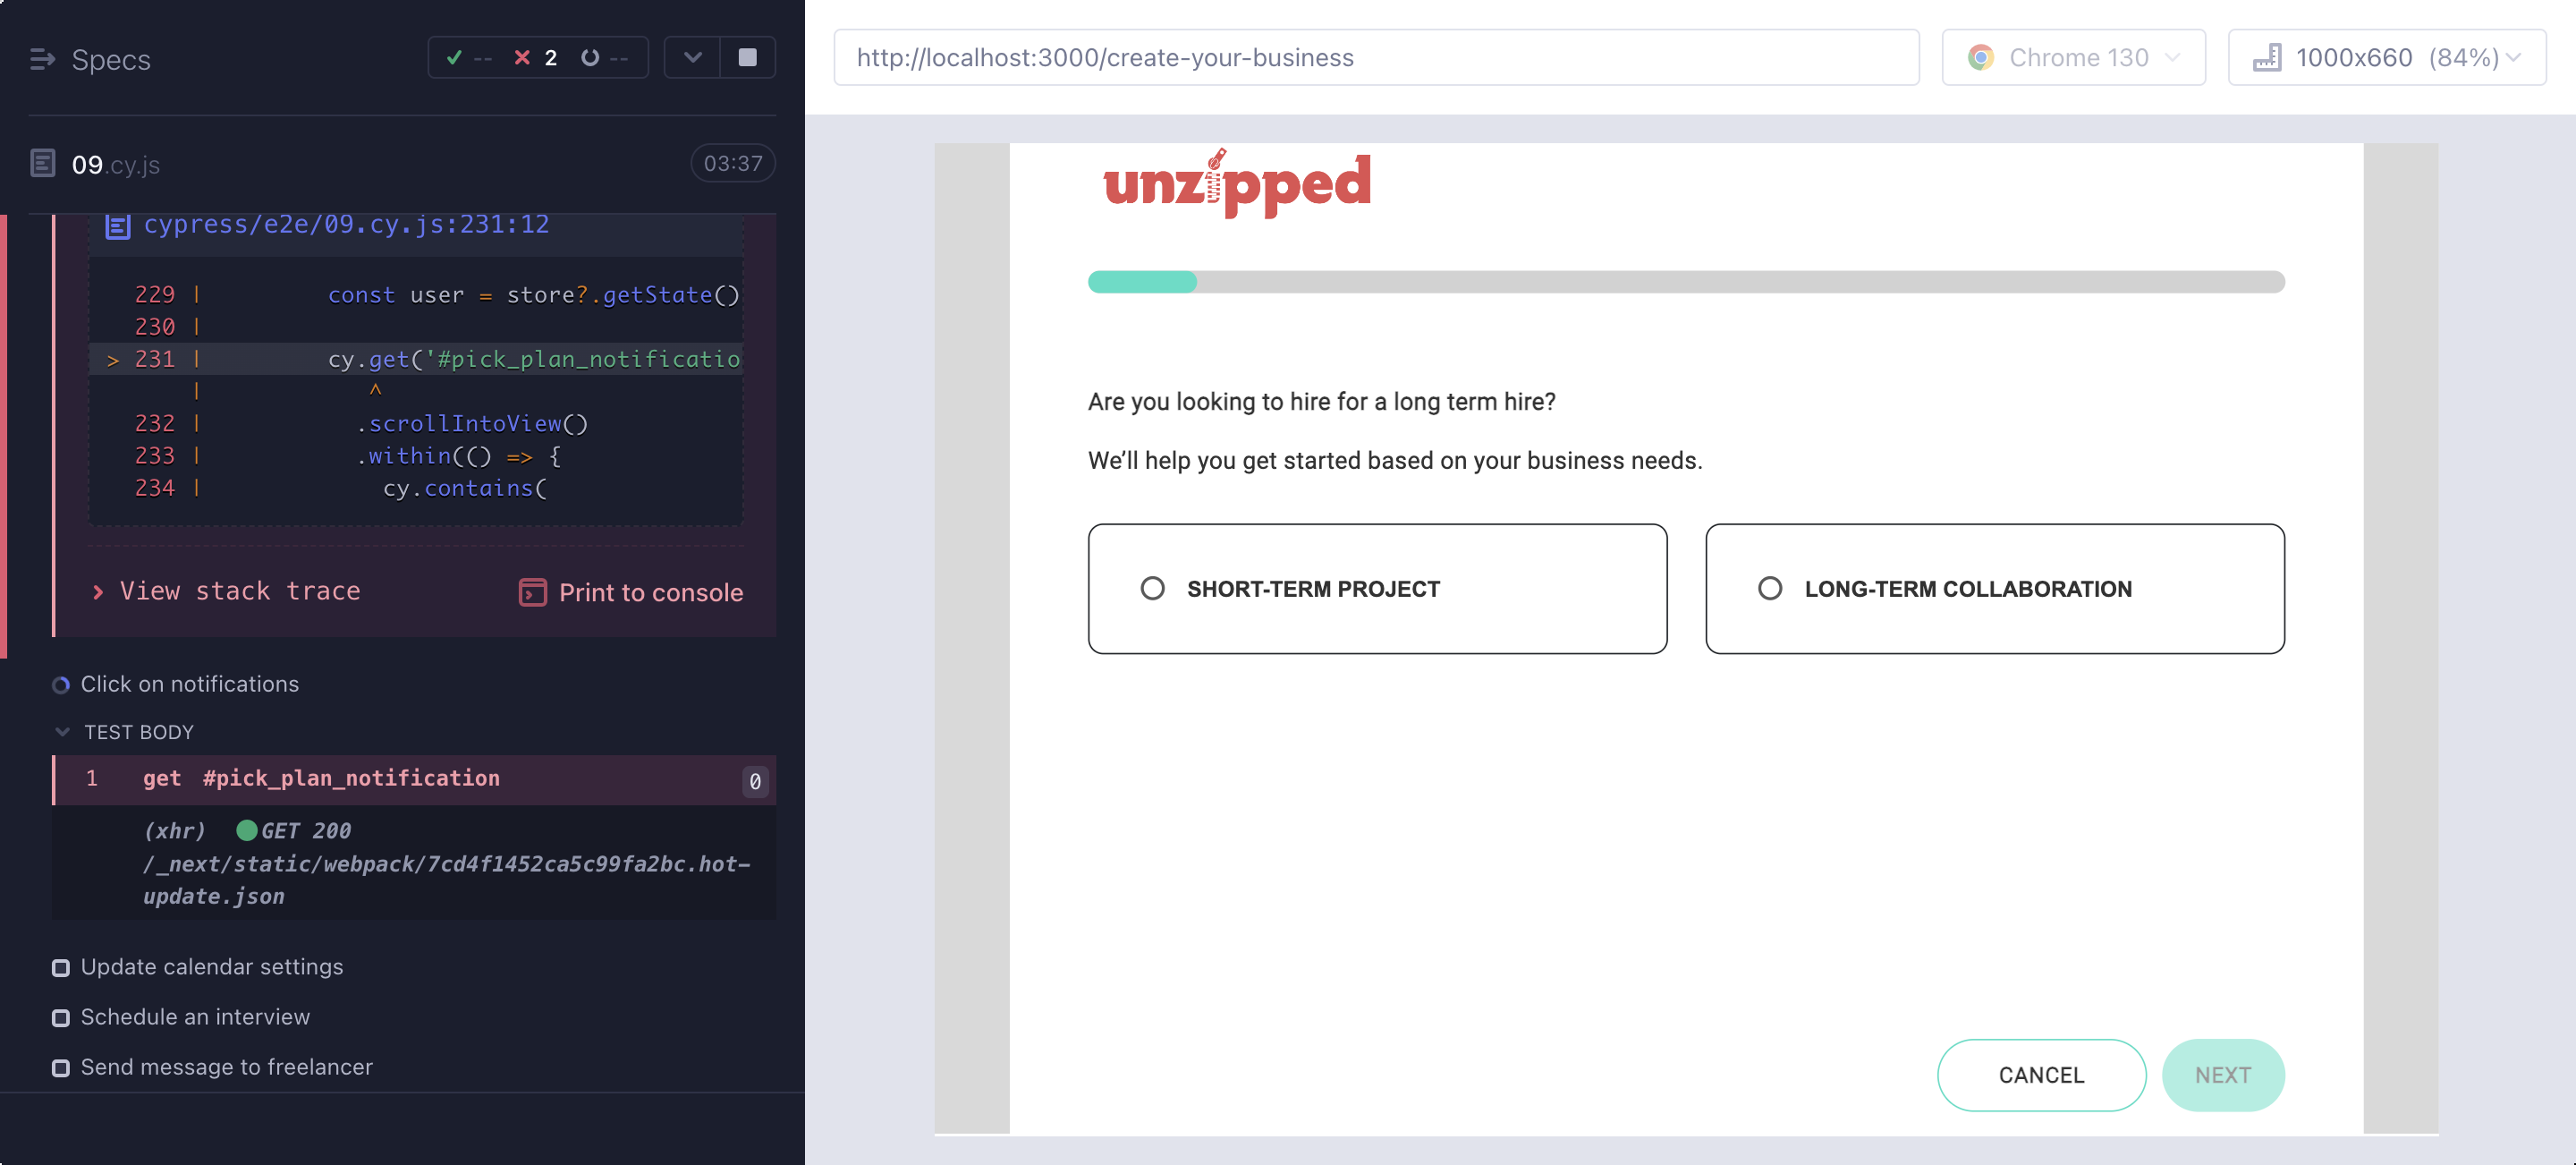 Specs
-- 2 --
09.cy.js
03:37
cypress/e2e/09.cy.js:231:12
229 | const user = store?.getState()
230 |
> 231 | cy.get('#pick_plan_notificatio
| ^
232 | .scrollIntoView()
233 | .within(() => {
234 | cy.contains(
View stack trace
Print to console
Click on notifications
TEST BODY
1 get #pick_plan_notification 0
(xhr) GET 200
/_next/static/webpack/7cd4f1452ca5c99fa2bc.hot-
update.json
Update calendar settings
Schedule an interview
Send message to freelancer
http://localhost:3000/create-your-business
Chrome 130
1000x660 (84%)
unzipped
Are you looking to hire for a long term hire?
We’ll help you get started based on your business needs.
SHORT-TERM PROJECT
LONG-TERM COLLABORATION
CANCEL
NEXT